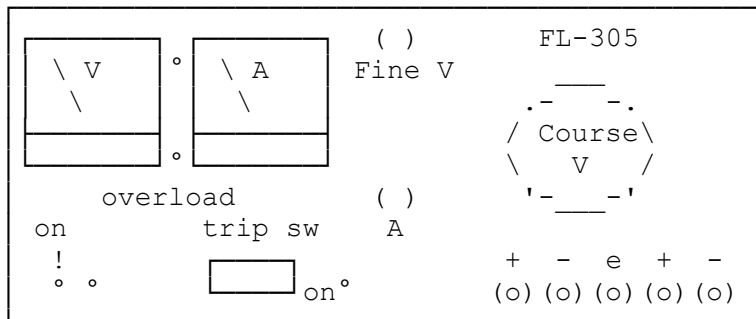 FL-305
V A Fine V
Course
V
overload
on trip sw A
+ - e + -
on